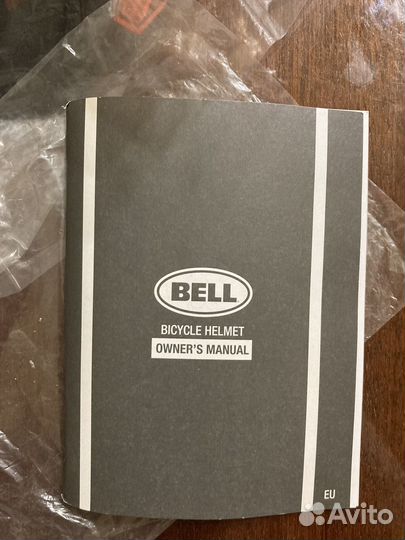 BELL
BICYCLE HELMET
OWNER'S MANUAL
EU
Avito